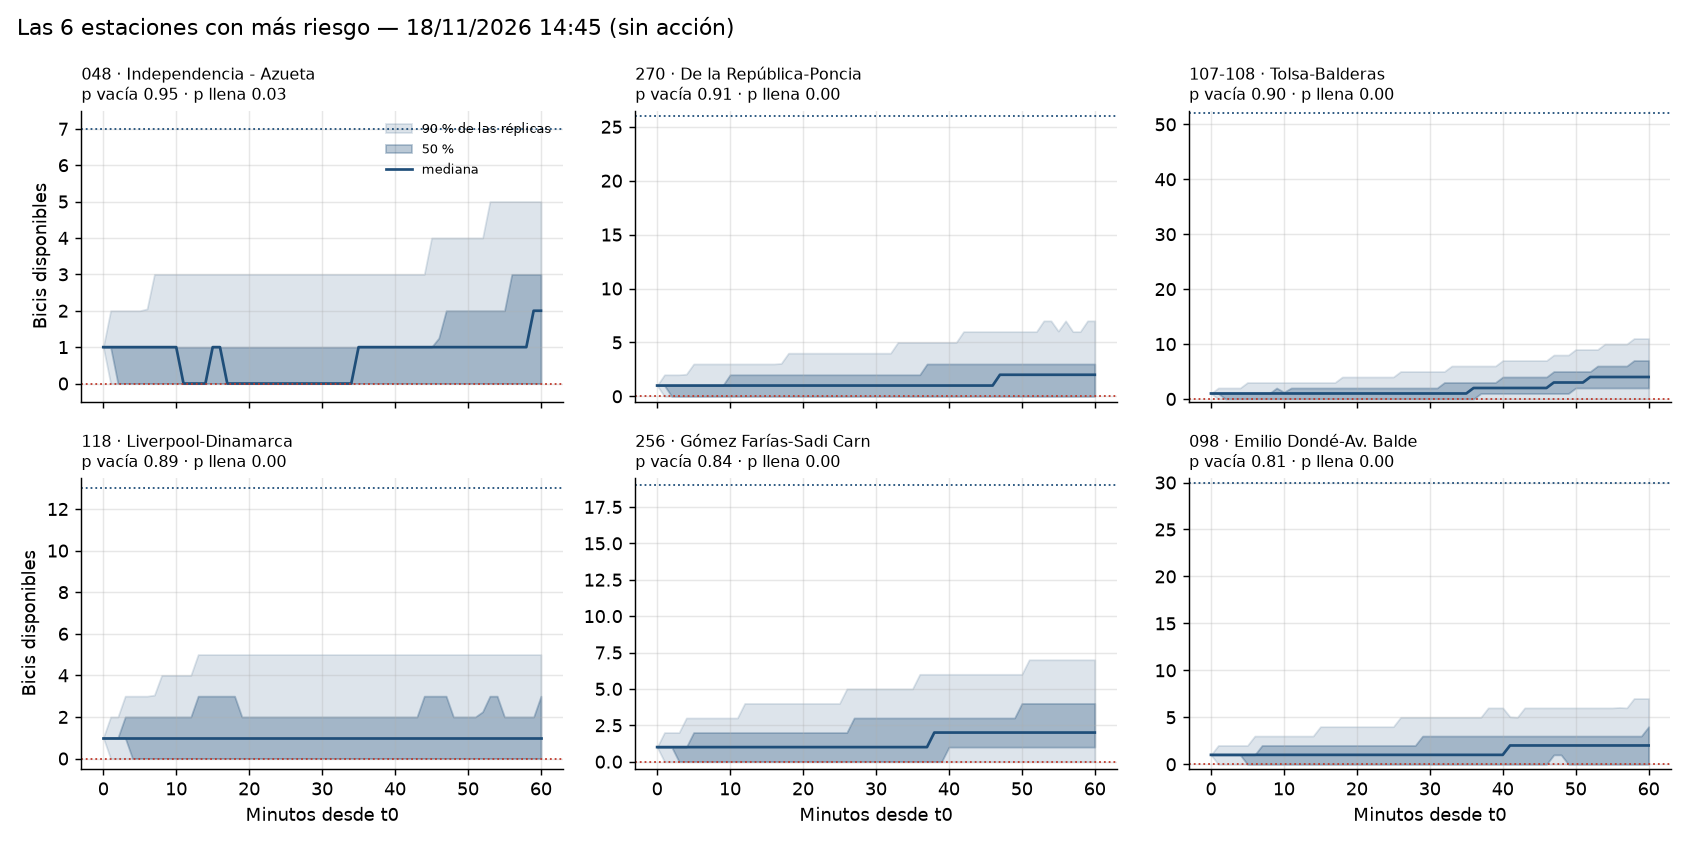 Las 6 estaciones con más riesgo — 18/11/2026 14:45 (sin acción)
048 · Independencia - Azueta
p vacía 0.95 · p llena 0.03
7
6
5
4
3
2
1
0
Bicis disponibles
90 % de las réplicas
50 %
mediana
270 · De la República-Poncia
p vacía 0.91 · p llena 0.00
25
20
15
10
5
0
107-108 · Tolsa-Balderas
p vacía 0.90 · p llena 0.00
50
40
30
20
10
0
118 · Liverpool-Dinamarca
p vacía 0.89 · p llena 0.00
12
10
8
6
4
2
0
Bicis disponibles
0 10 20 30 40 50 60
Minutos desde t0
256 · Gómez Farías-Sadi Carn
p vacía 0.84 · p llena 0.00
17.5
15.0
12.5
10.0
7.5
5.0
2.5
0.0
0 10 20 30 40 50 60
Minutos desde t0
098 · Emilio Dondé-Av. Balde
p vacía 0.81 · p llena 0.00
30
25
20
15
10
5
0
0 10 20 30 40 50 60
Minutos desde t0